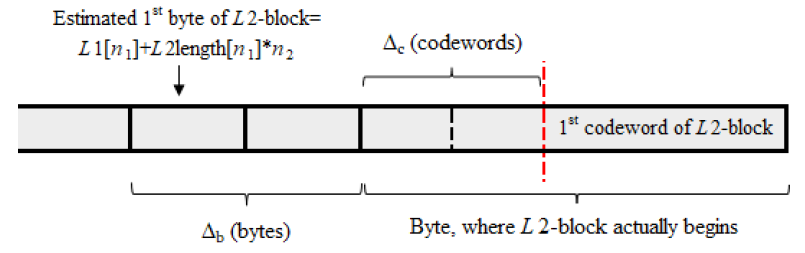 Estimated 1st byte of L2-block=
L1[n1]+L2length[n1]*n2
Δc (codewords)
1st codeword of L2-block
Δb (bytes)
Byte, where L2-block actually begins